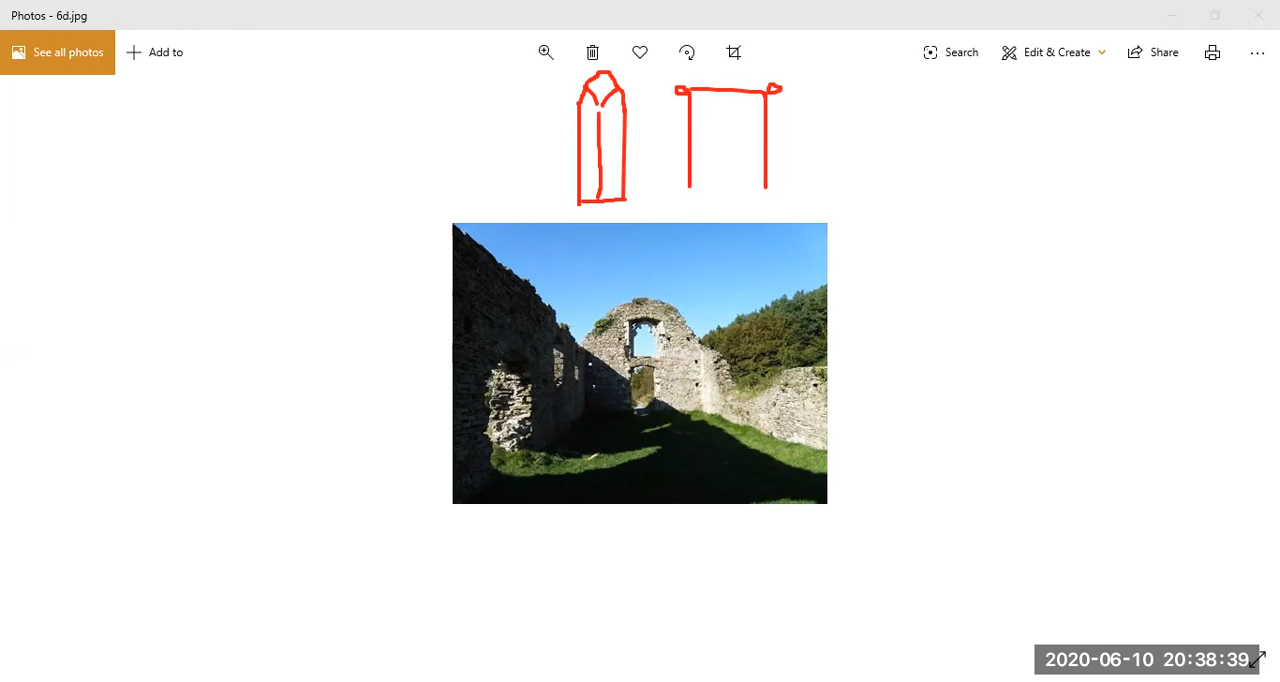 Photos - 6d.jpg
See all photos
Add to
Search
Edit & Create
Share
2020-06-10 20:38:39